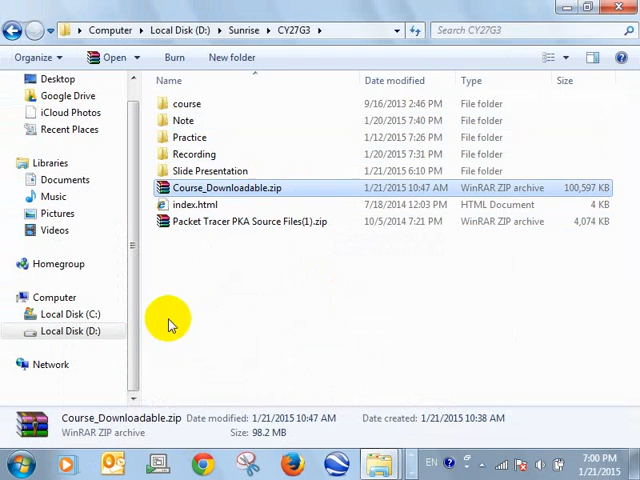 Computer Local Disk (D:) Sunrise CY27G3 Search CY27G3
Organize Open Burn New folder
Desktop
Google Drive
iCloud Photos
Recent Places
Libraries
Documents
Music
Pictures
Videos
Homegroup
Computer
Local Disk (C:)
Local Disk (D:)
Network
Name Date modified Type Size
course 9/16/2013 2:46 PM File folder
Note 1/20/2015 7:40 PM File folder
Practice 1/12/2015 7:26 PM File folder
Recording 1/20/2015 7:31 PM File folder
Slide Presentation 1/21/2015 6:10 PM File folder
Course_Downloadable.zip 1/21/2015 10:47 AM WinRAR ZIP archive 100,597 KB
index.html 7/18/2014 12:03 PM HTML Document 4 KB
Packet Tracer PKA Source Files(1).zip 10/5/2014 7:21 PM WinRAR ZIP archive 4,074 KB
Course_Downloadable.zip Date modified: 1/21/2015 10:47 AM Date created: 1/21/2015 10:38 AM
WinRAR ZIP archive Size: 98.2 MB
EN 7:00 PM
1/21/2015